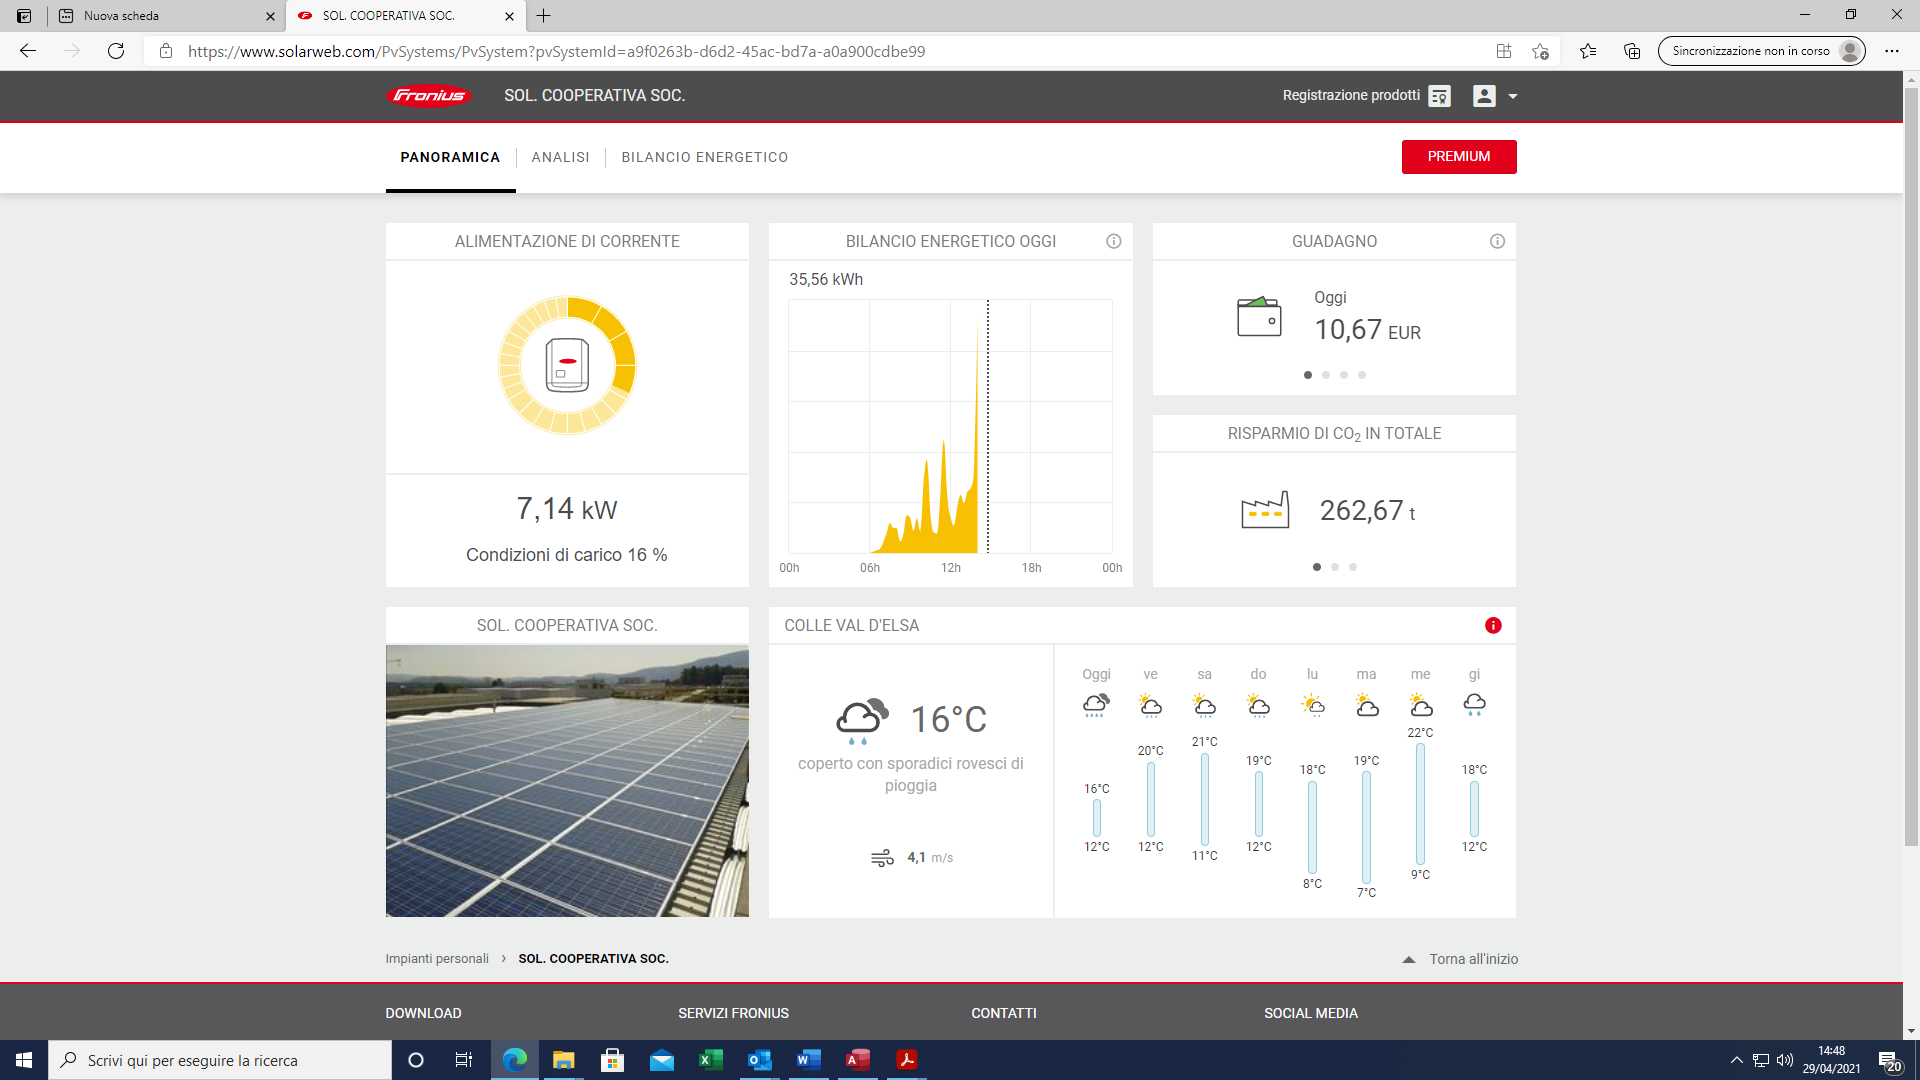 Nuova scheda
SOL. COOPERATIVA SOC.
https://www.solarweb.com/PvSystems/PvSystem?pvSystemId=a9f0263b-d6d2-45ac-bd7a-a0a900cdbe99
Sincronizzazione non in corso
Fronius
SOL. COOPERATIVA SOC.
Registrazione prodotti
PANORAMICA
ANALISI
BILANCIO ENERGETICO
PREMIUM
ALIMENTAZIONE DI CORRENTE
7,14 kW
Condizioni di carico 16 %
BILANCIO ENERGETICO OGGI
35,56 kWh
00h 06h 12h 18h 00h
GUADAGNO
Oggi
10,67 EUR
RISPARMIO DI CO2 IN TOTALE
262,67 t
SOL. COOPERATIVA SOC.
COLLE VAL D'ELSA
16°C
coperto con sporadici rovesci di
pioggia
4,1 m/s
Oggi ve sa do lu ma me gi
16°C 20°C 21°C 19°C 18°C 19°C 22°C 18°C
12°C 12°C 11°C 12°C 8°C 7°C 9°C 12°C
Impianti personali › SOL. COOPERATIVA SOC.
Torna all'inizio
DOWNLOAD
SERVIZI FRONIUS
CONTATTI
SOCIAL MEDIA
Scrivi qui per eseguire la ricerca
14:48
29/04/2021
20